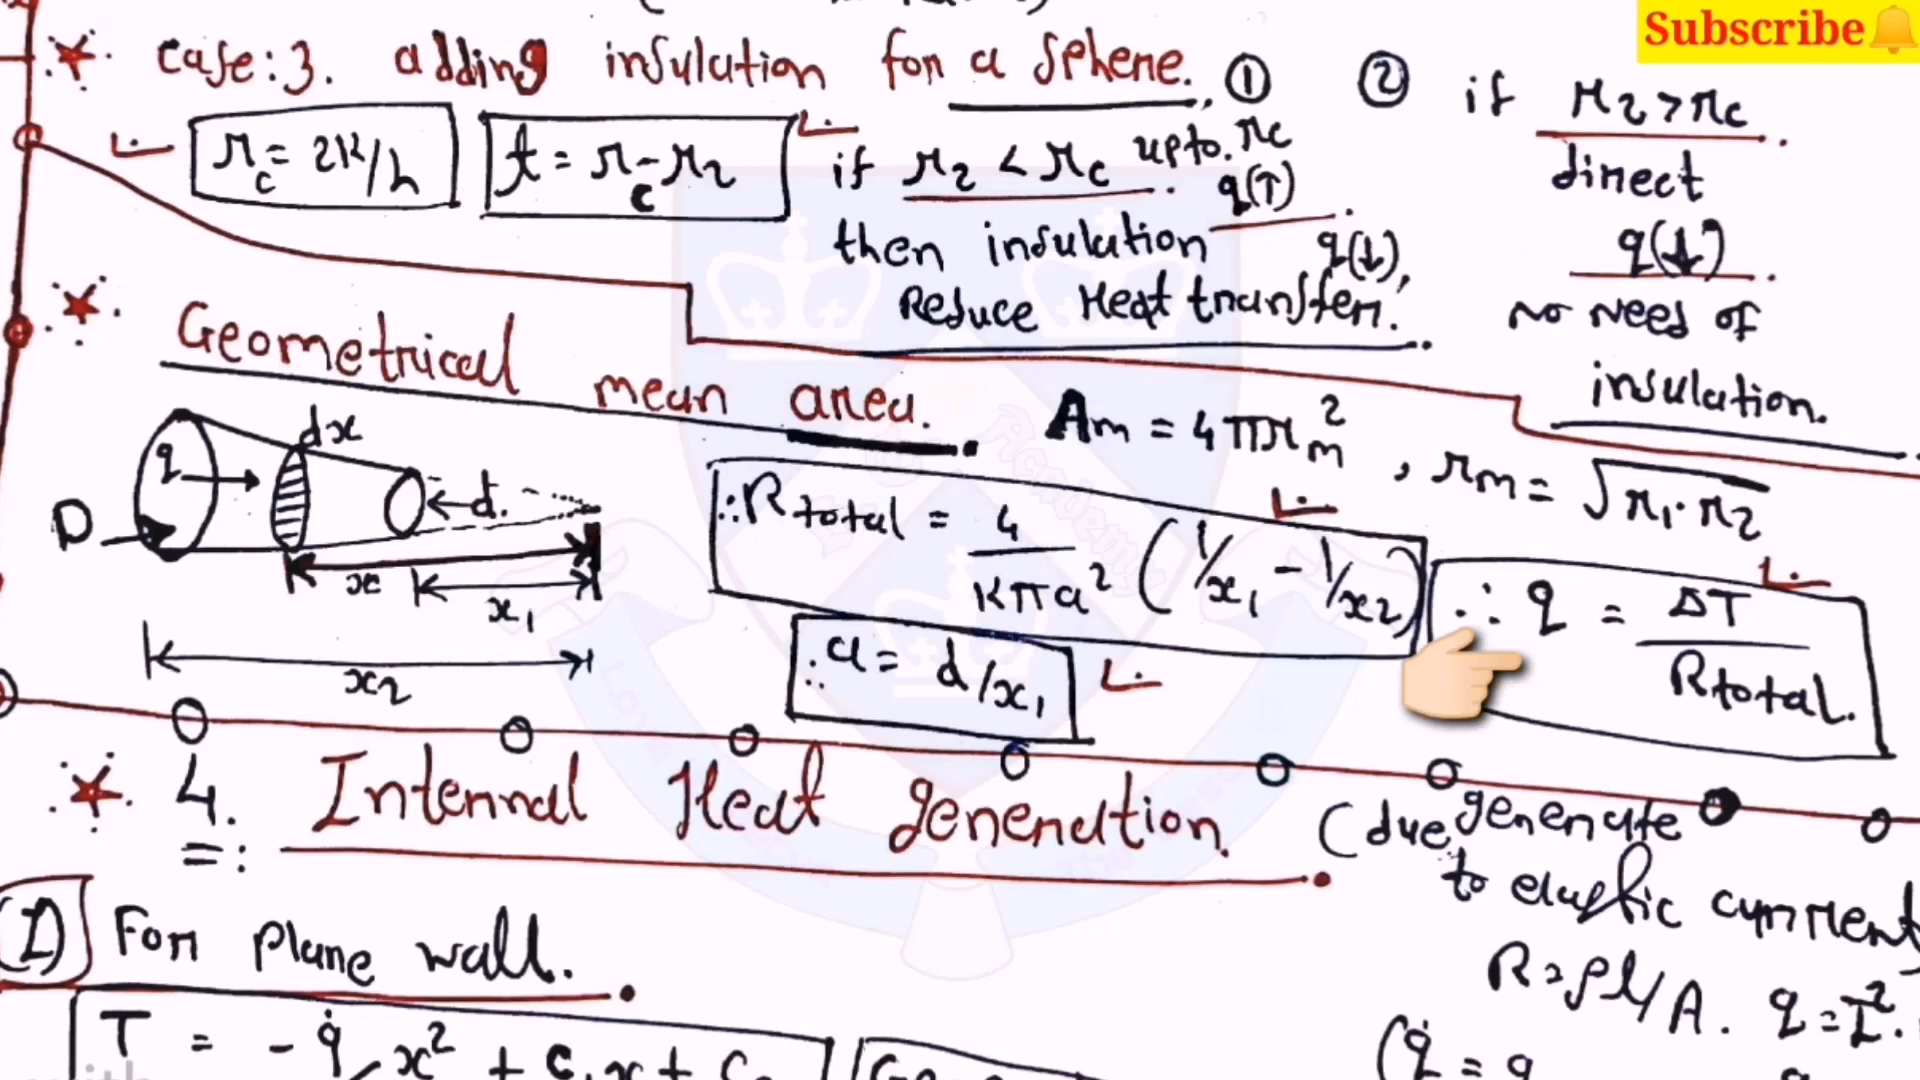 Subscribe
case:3. adding insulation for a sphere.
① if r2 < rc upto.rc q(↑)
then insulation q(↓),
Reduce Heat transfer.
② if r2 > rc
direct
q(↓)
no need of
insulation.
rc = 2K/h
t = rc - r2
Geometrical mean area.
Am = 4πrm², rm = √r1.r2
D
q
dx
d.
x
x1
x2
∴Rtotal = 4/Kπa² (1/x1 - 1/x2)
∴a = d/x1
∴ q = ΔT/Rtotal.
4. Internal Heat generation. (due generate
to electric current
R = ρl/A. q = I².
(I) For plane wall.
T = - q̇ x² + c1x +
(q̇ = q